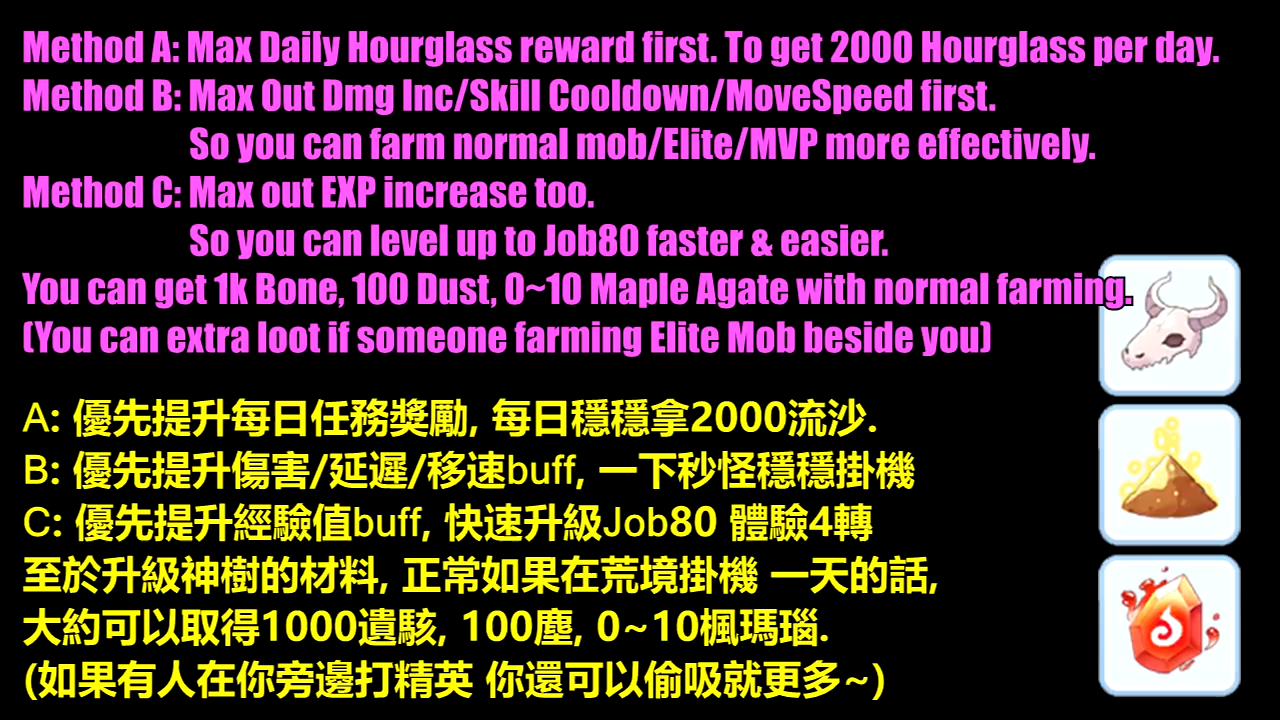 Method A: Max Daily Hourglass reward first. To get 2000 Hourglass per day.
Method B: Max Out Dmg Inc/Skill Cooldown/MoveSpeed first.
So you can farm normal mob/Elite/MVP more effectively.
Method C: Max out EXP increase too.
So you can level up to Job80 faster & easier.
You can get 1k Bone, 100 Dust, 0~10 Maple Agate with normal farming.
(You can extra loot if someone farming Elite Mob beside you)
A: 優先提升每日任務獎勵, 每日穩穩拿2000流沙.
B: 優先提升傷害/延遲/移速buff, 一下秒怪穩穩掛機
C: 優先提升經驗值buff, 快速升級Job80 體驗4轉
至於升級神樹的材料, 正常如果在荒境掛機 一天的話,
大約可以取得1000遺骸, 100塵, 0~10楓瑪瑙.
(如果有人在你旁邊打精英 你還可以偷吸就更多~)